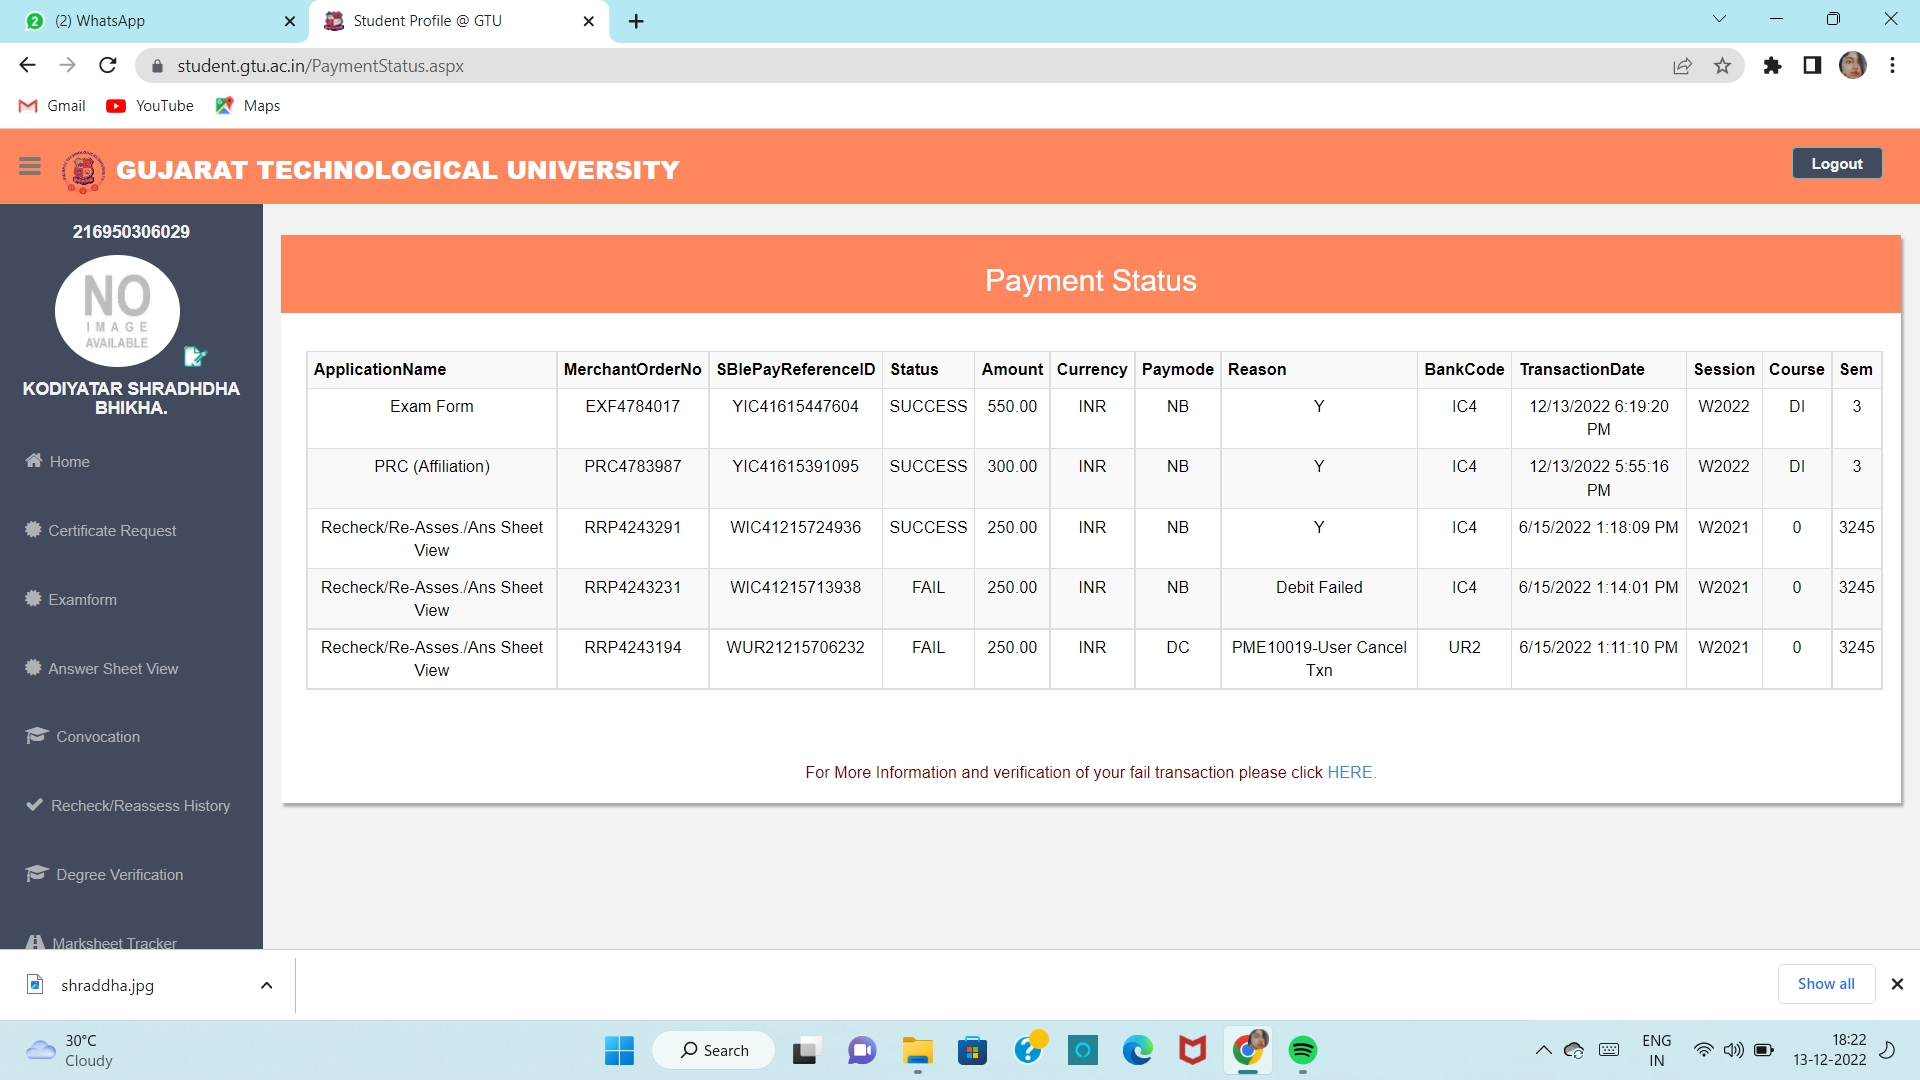 (2) WhatsApp
Student Profile @ GTU
student.gtu.ac.in/PaymentStatus.aspx
Gmail YouTube Maps
GUJARAT TECHNOLOGICAL UNIVERSITY
Logout
216950306029
NO
IMAGE
AVAILABLE
KODIYATAR SHRADHDHA
BHIKHA.
Home
Certificate Request
Examform
Answer Sheet View
Convocation
Recheck/Reassess History
Degree Verification
Marksheet Tracker
Payment Status
ApplicationName MerchantOrderNo SBIePayReferenceID Status Amount Currency Paymode Reason BankCode TransactionDate Session Course Sem
Exam Form EXF4784017 YIC41615447604 SUCCESS 550.00 INR NB Y IC4 12/13/2022 6:19:20 W2022 DI 3
PM
PRC (Affiliation) PRC4783987 YIC41615391095 SUCCESS 300.00 INR NB Y IC4 12/13/2022 5:55:16 W2022 DI 3
PM
Recheck/Re-Asses./Ans Sheet RRP4243291 WIC41215724936 SUCCESS 250.00 INR NB Y IC4 6/15/2022 1:18:09 PM W2021 0 3245
View
Recheck/Re-Asses./Ans Sheet RRP4243231 WIC41215713938 FAIL 250.00 INR NB Debit Failed IC4 6/15/2022 1:14:01 PM W2021 0 3245
View
Recheck/Re-Asses./Ans Sheet RRP4243194 WUR21215706232 FAIL 250.00 INR DC PME10019-User Cancel UR2 6/15/2022 1:11:10 PM W2021 0 3245
View Txn
For More Information and verification of your fail transaction please click HERE.
shraddha.jpg
Show all
30°C
Cloudy
Search
ENG
IN
18:22
13-12-2022